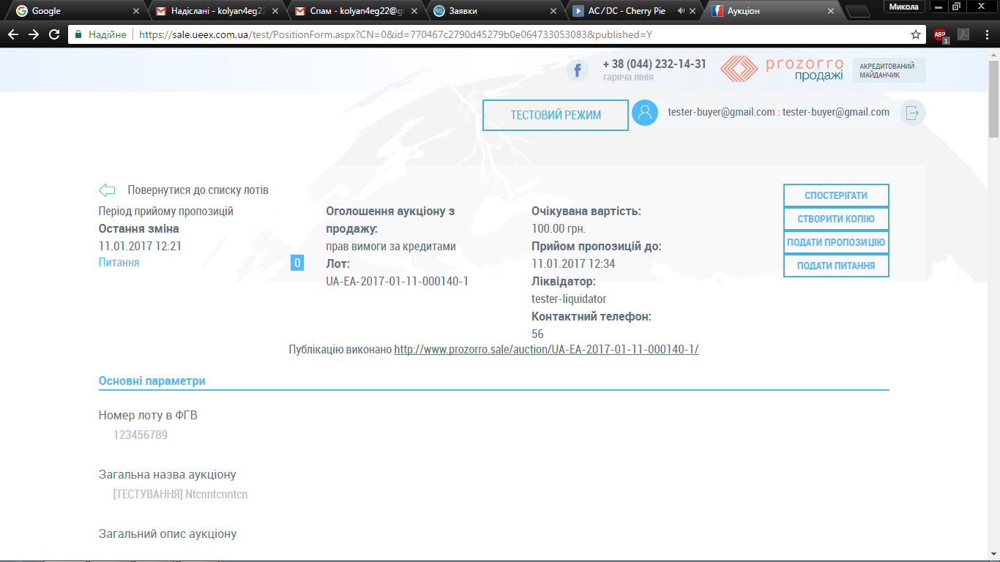 Google
Надіслані - kolyan4eg22
Спам - kolyan4eg22@g
Заявки
AC/DC - Cherry Pie
Аукціон
Микола
Надійне
https://sale.ueex.com.ua/test/PositionForm.aspx?CN=0&id=770467c2790d45279b0e064733053083&published=Y
ABP
1
+ 38 (044) 232-14-31
гаряча лінія
prozorro
продажі
АКРЕДИТОВАНИЙ
МАЙДАНЧИК
ТЕСТОВИЙ РЕЖИМ
tester-buyer@gmail.com : tester-buyer@gmail.com
Повернутися до списку лотів
Період прийому пропозицій
Остання зміна
11.01.2017 12:21
Питання
0
Оголошення аукціону з
продажу:
прав вимоги за кредитами
Лот:
UA-EA-2017-01-11-000140-1
Очікувана вартість:
100.00 грн.
Прийом пропозицій до:
11.01.2017 12:34
Ліквідатор:
tester-liquidator
Контактний телефон:
56
СПОСТЕРІГАТИ
СТВОРИТИ КОПІЮ
ПОДАТИ ПРОПОЗИЦІЮ
ПОДАТИ ПИТАННЯ
Публікацію виконано http://www.prozorro.sale/auction/UA-EA-2017-01-11-000140-1/
Основні параметри
Номер лоту в ФГВ
123456789
Загальна назва аукціону
[ТЕСТУВАННЯ] Ntcnntcnntcn
Загальний опис аукціону